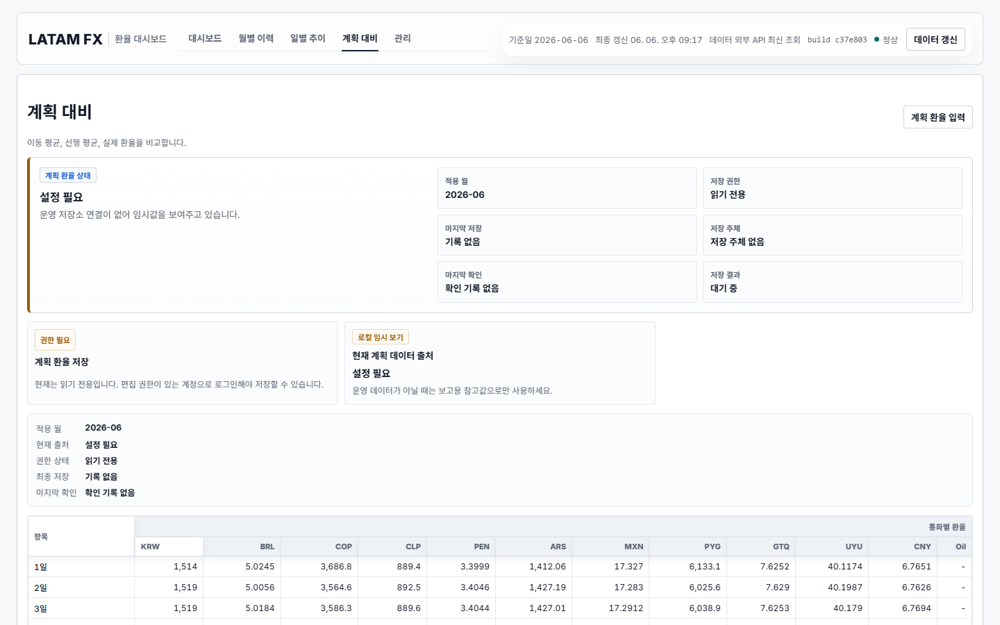 LATAM FX 환율 대시보드 대시보드 월별 이력 일별 추이 계획 대비 관리 기준일 2026-06-06 최종 갱신 06. 06. 오후 09:17 데이터 외부 API 최신 조회 build c37e803 정상 데이터 갱신
계획 대비
계획 환율 입력
이동 평균, 선행 평균, 실제 환율을 비교합니다.
계획 환율 상태
설정 필요
운영 저장소 연결이 없어 임시값을 보여주고 있습니다.
적용 월
2026-06
저장 권한
읽기 전용
마지막 저장
기록 없음
저장 주체
저장 주체 없음
마지막 확인
확인 기록 없음
저장 결과
대기 중
권한 필요
계획 환율 저장
현재는 읽기 전용입니다. 편집 권한이 있는 계정으로 로그인해야 저장할 수 있습니다.
로컬 임시 보기
현재 계획 데이터 출처
설정 필요
운영 데이터가 아닐 때는 보고용 참고값으로만 사용하세요.
적용 월 2026-06
현재 출처 설정 필요
권한 상태 읽기 전용
최종 저장 기록 없음
마지막 확인 확인 기록 없음
항목 통화별 환율
KRW BRL COP CLP PEN ARS MXN PYG GTQ UYU CNY Oil
1일 1,514 5.0245 3,686.8 889.4 3.3999 1,412.06 17.327 6,133.1 7.6252 40.1174 6.7651 -
2일 1,519 5.0056 3,564.6 892.5 3.4046 1,427.19 17.283 6,025.6 7.629 40.1987 6.7626 -
3일 1,519 5.0184 3,586.3 889.6 3.4044 1,427.01 17.2912 6,038.9 7.6253 40.179 6.7694 -